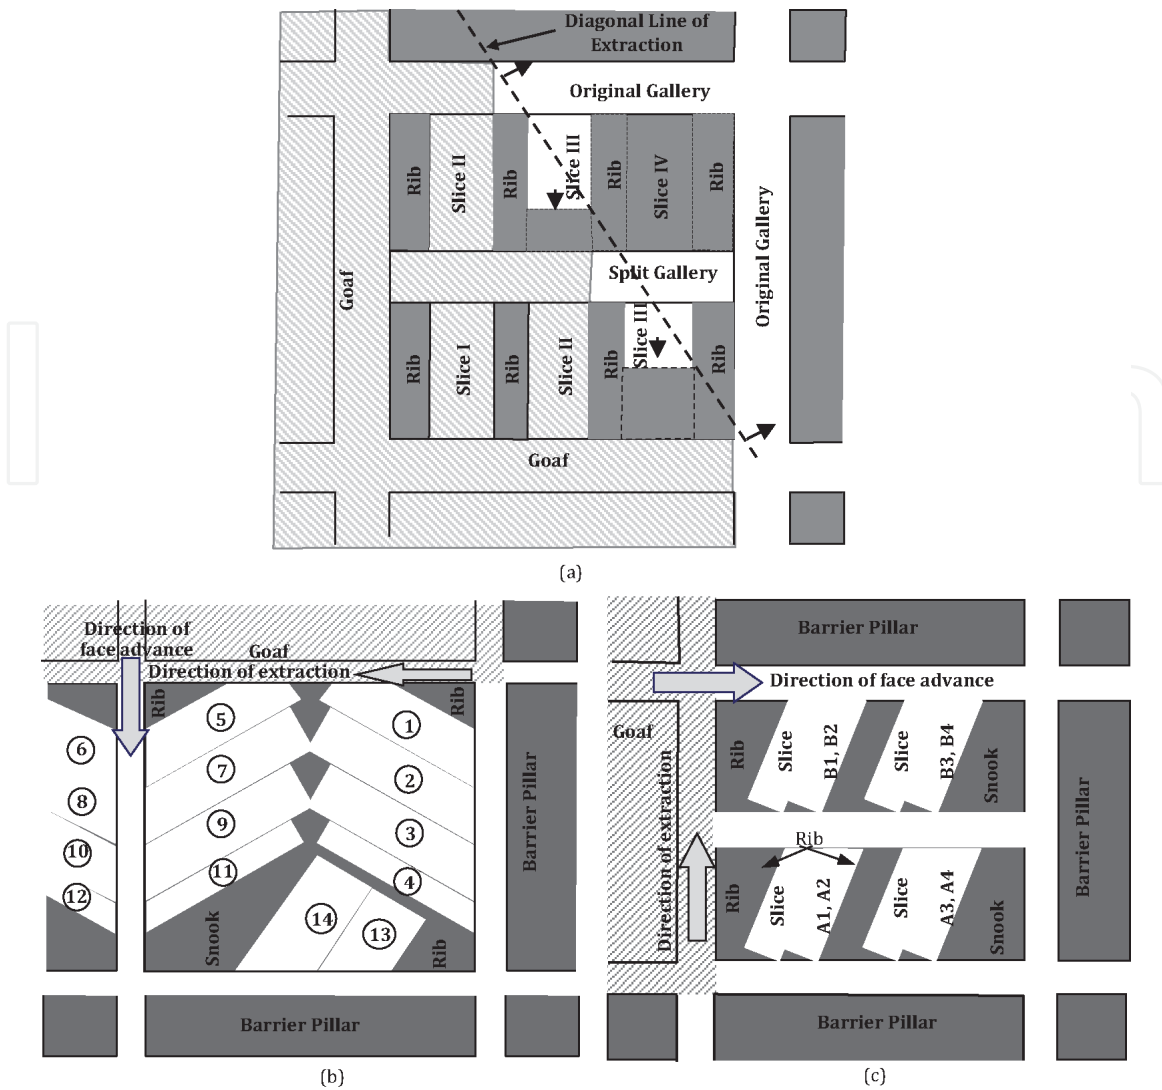 Diagonal Line of
Extraction
Original Gallery
Rib
Slice II
Rib
Slice III
Rib
Slice IV
Rib
Goaf
Split Gallery
Original Gallery
Rib
Slice I
Rib
Slice II
Rib
Slice III
Rib
Goaf
(a)
Direction of
face advance
Goaf
Direction of extraction
Rib
Rib
5
1
6
7
2
8
9
3
10
11
4
12
14
13
Snook
Rib
Barrier Pillar
Barrier Pillar
(b)
Barrier Pillar
Direction of face advance
Goaf
Direction of extraction
Rib
Slice
B1, B2
Slice
B3, B4
Snook
Rib
Rib
Slice
A1, A2
Slice
A3, A4
Snook
Barrier Pillar
Barrier Pillar
(c)